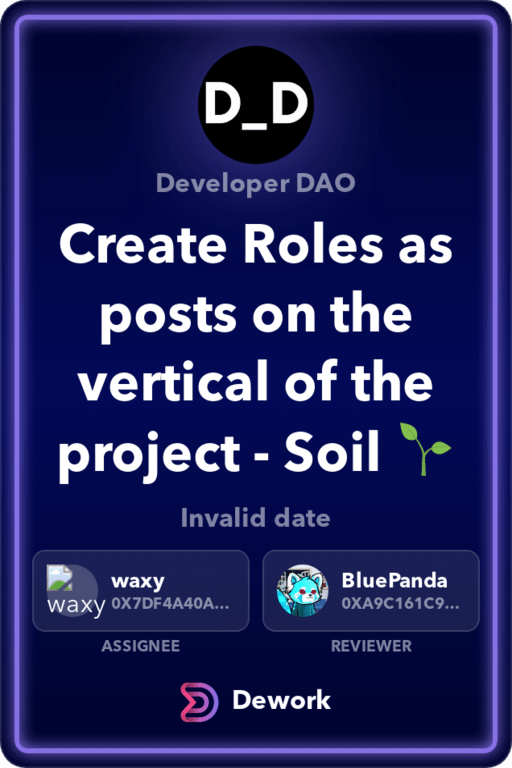 D_D
Developer DAO
Create Roles as
posts on the
vertical of the
project - Soil 🌱
Invalid date
waxy
waxy
0X7DF4A40A...
BluePanda
0XA9C161C9...
ASSIGNEE
REVIEWER
Dework